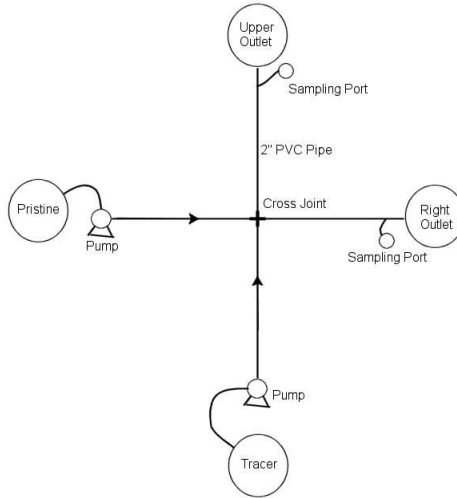 Upper
Outlet
Sampling Port
2" PVC Pipe
Cross Joint
Pristine
Right
Outlet
Pump
Sampling Port
Pump
Tracer